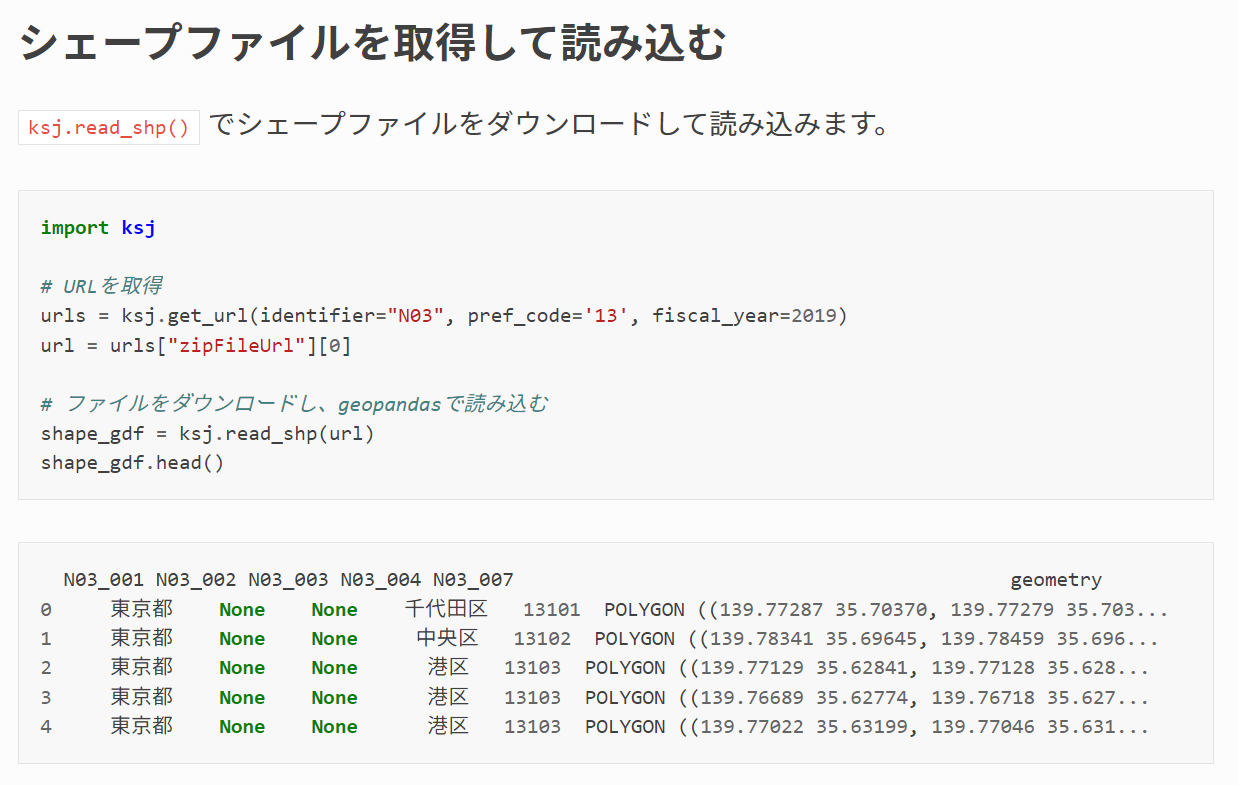 シェープファイルを取得して読み込む
ksj.read_shp() でシェープファイルをダウンロードして読み込みます。
import ksj
# URLを取得
urls = ksj.get_url(identifier="N03", pref_code='13', fiscal_year=2019)
url = urls["zipFileUrl"][0]
# ファイルをダウンロードし、geopandasで読み込む
shape_gdf = ksj.read_shp(url)
shape_gdf.head()
N03_001 N03_002 N03_003 N03_004 N03_007 geometry
0 東京都 None None 千代田区 13101 POLYGON ((139.77287 35.70370, 139.77279 35.703...
1 東京都 None None 中央区 13102 POLYGON ((139.78341 35.69645, 139.78459 35.696...
2 東京都 None None 港区 13103 POLYGON ((139.77129 35.62841, 139.77128 35.628...
3 東京都 None None 港区 13103 POLYGON ((139.76689 35.62774, 139.76718 35.627...
4 東京都 None None 港区 13103 POLYGON ((139.77022 35.63199, 139.77046 35.631...